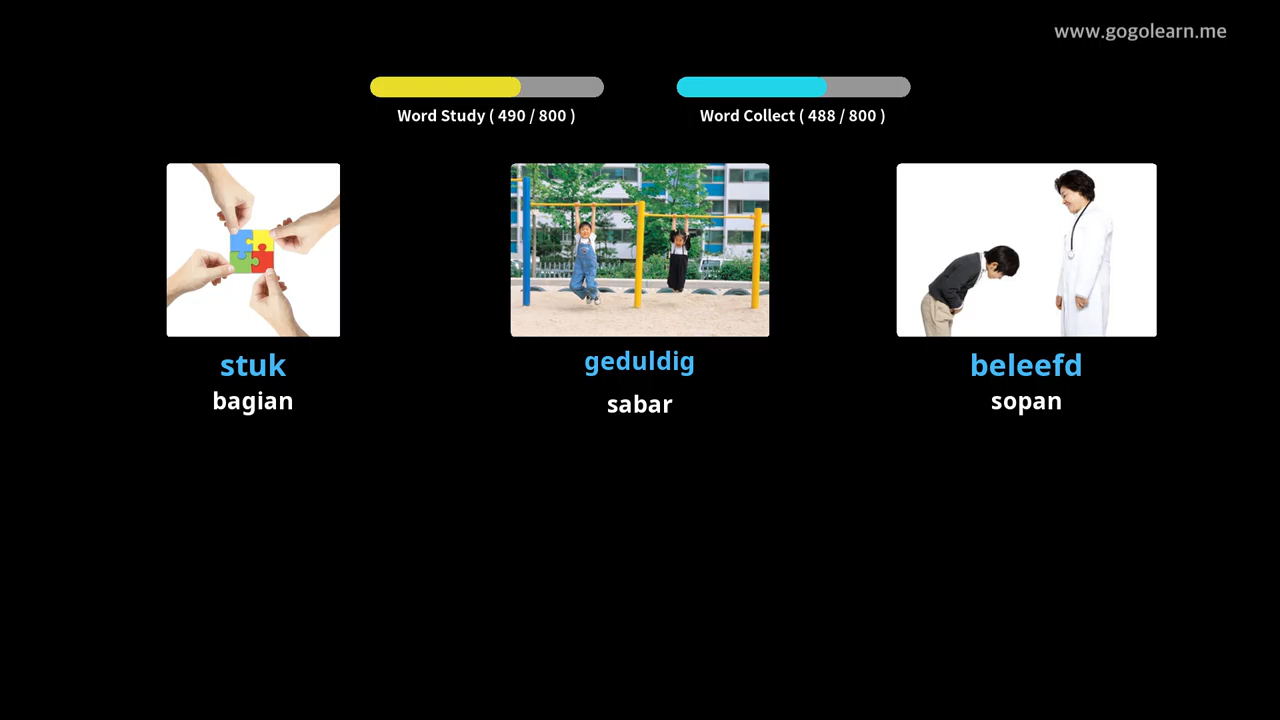 www.gogolearn.me
Word Study ( 490 / 800 )
Word Collect ( 488 / 800 )
stuk
bagian
geduldig
sabar
beleefd
sopan